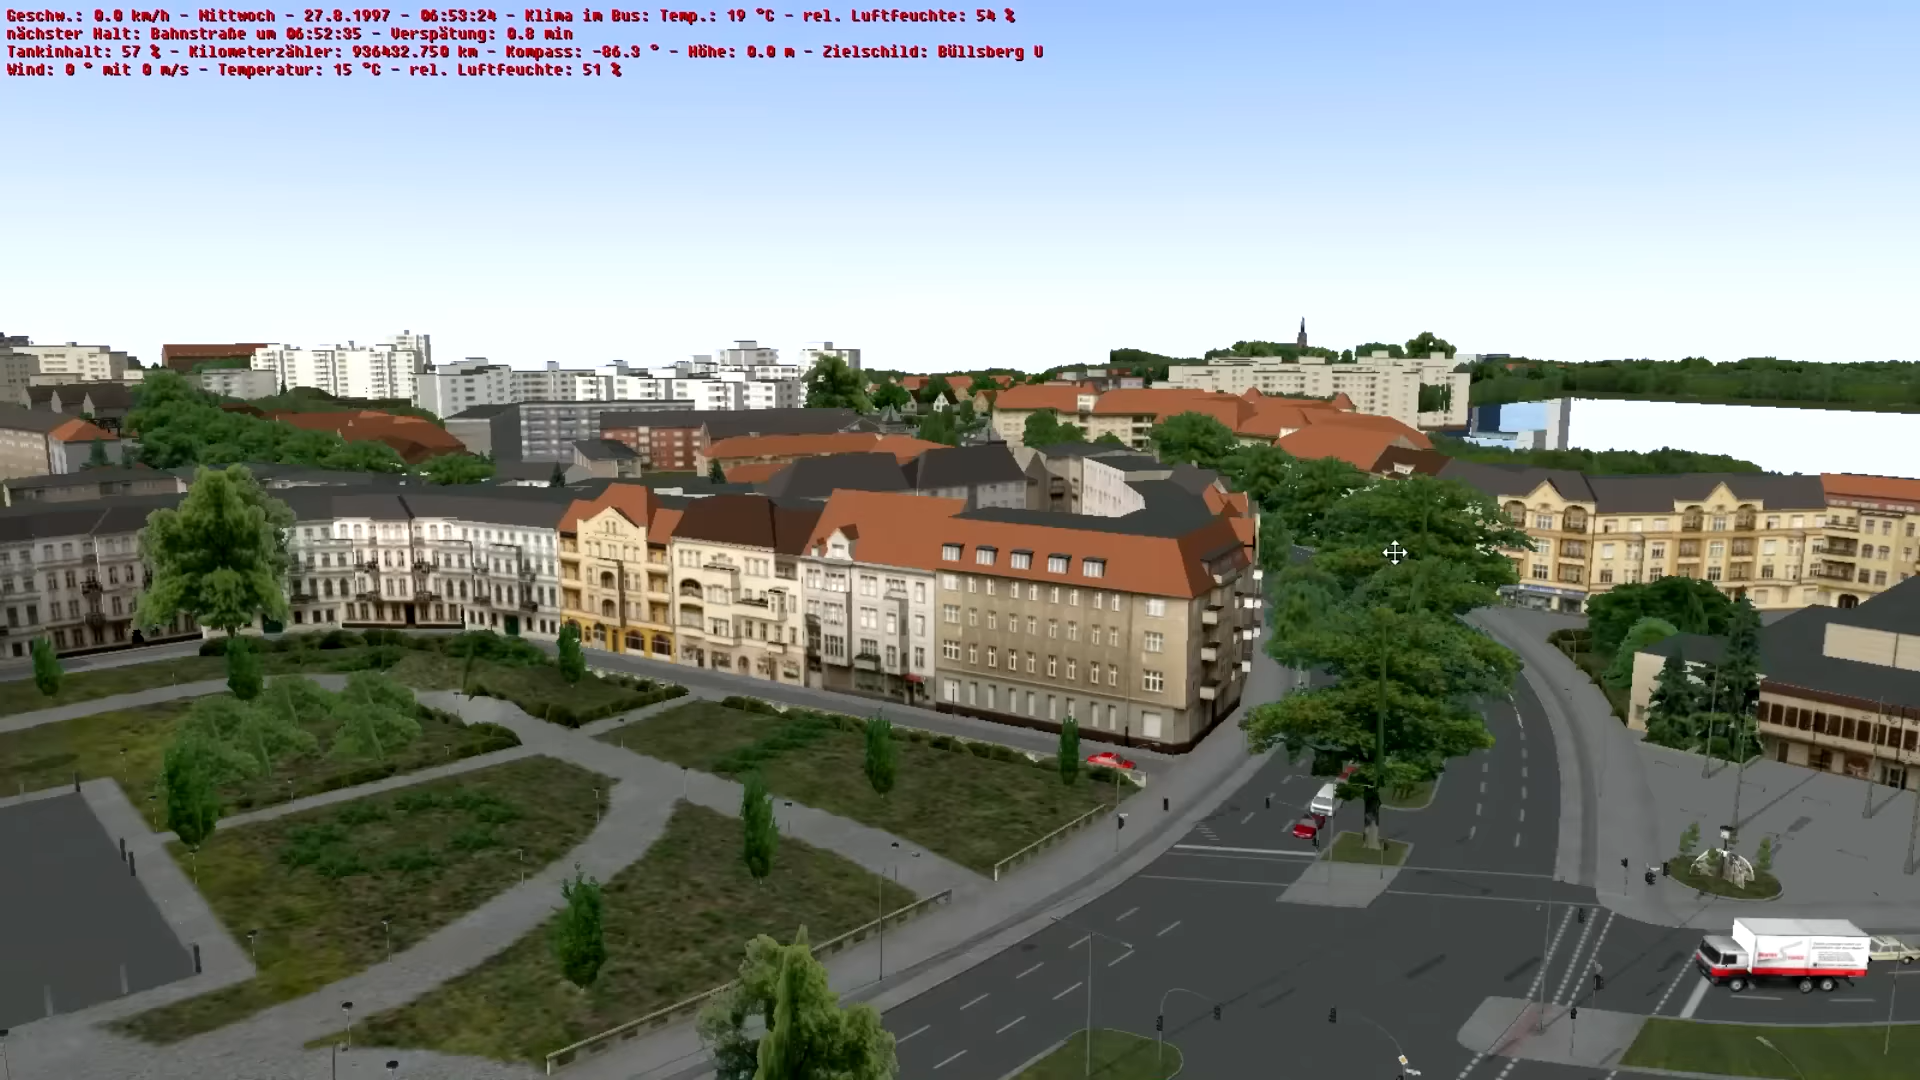 Geschw.: 0.0 km/h - Mittwoch - 27.8.1997 - 06:53:24 - Klima im Bus: Temp.: 19 °C - rel. Luftfeuchte: 54 %
nächster Halt: Bahnstraße um 06:52:35 - Verspätung: 0.8 min
Tankinhalt: 57 % - Kilometerzähler: 936432.750 km - Kompass: -86.3 ° - Höhe: 0.0 m - Zielschild: Büllsberg U
Wind: 0 ° mit 0 m/s - Temperatur: 15 °C - rel. Luftfeuchte: 51 %